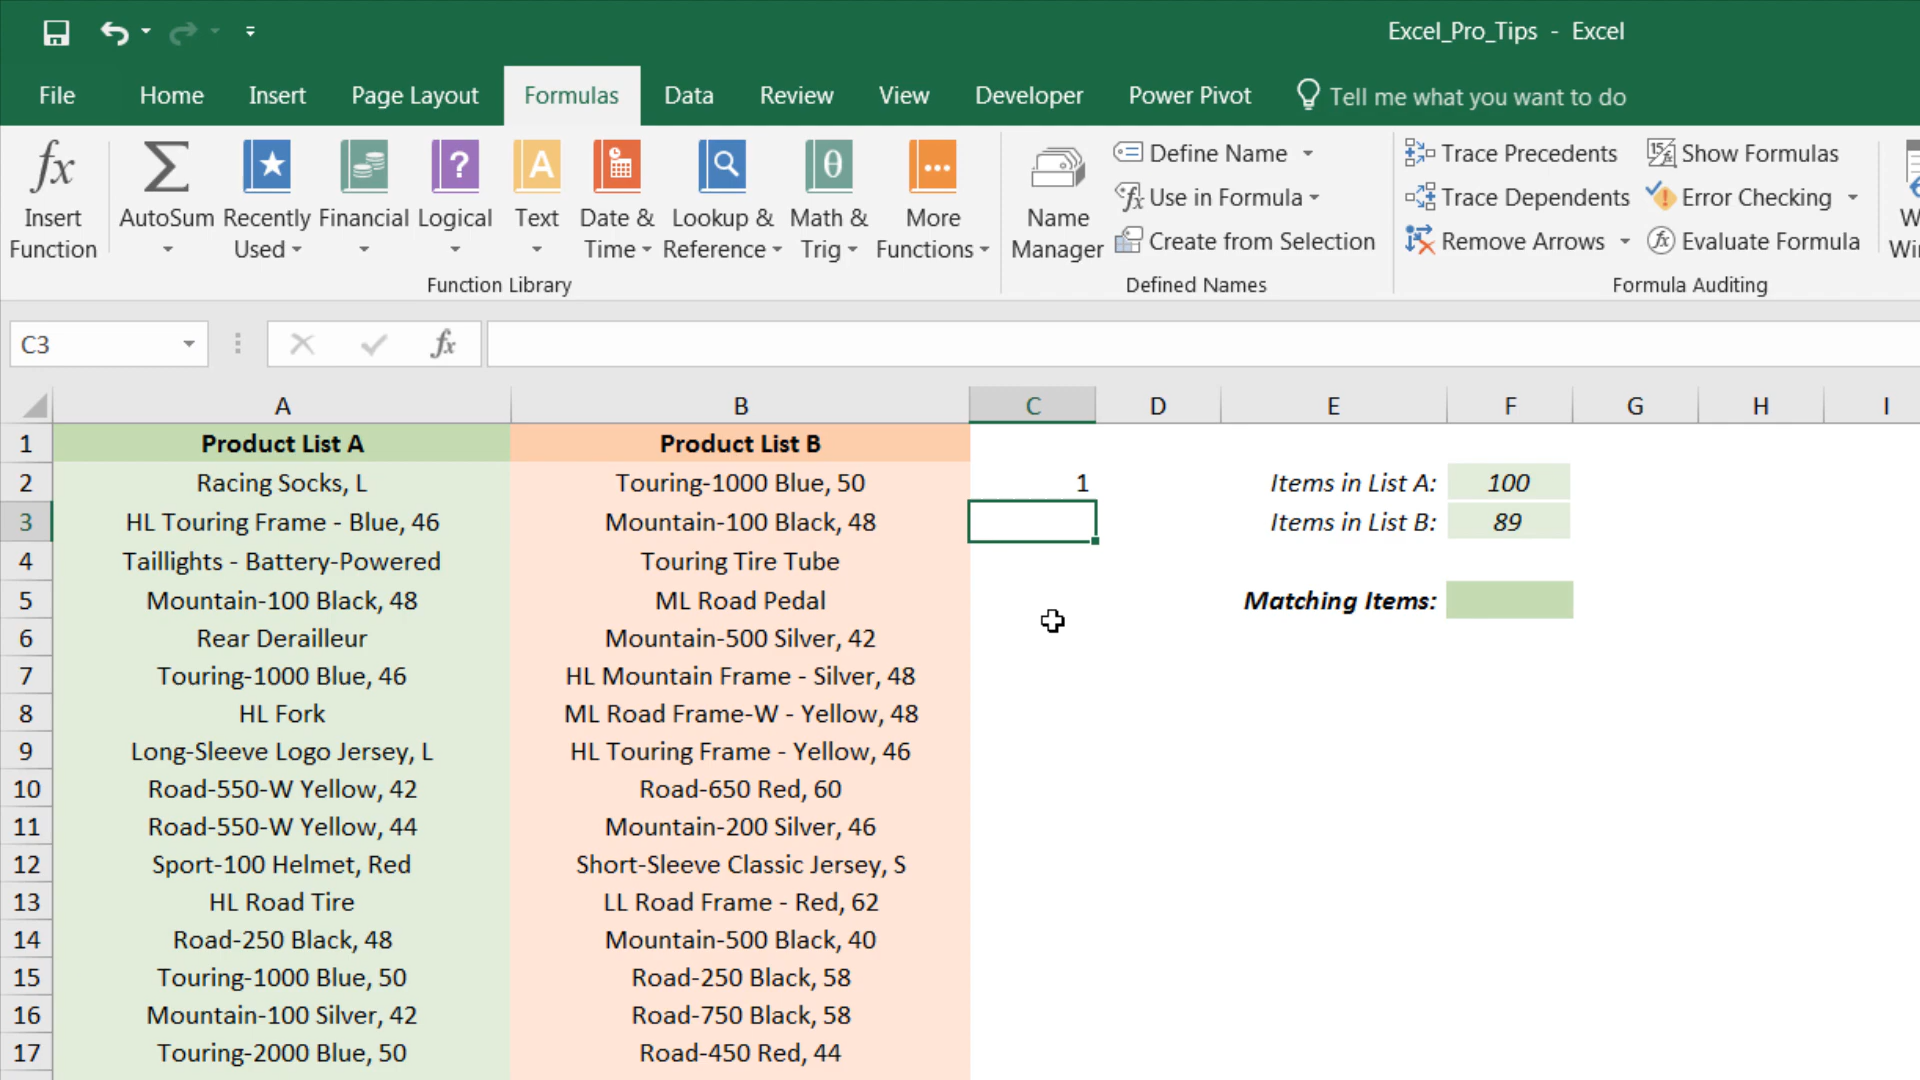 Excel_Pro_Tips - Excel
File Home Insert Page Layout Formulas Data Review View Developer Power Pivot Tell me what you want to do
fx Insert Function
AutoSum
Recently Used
Financial
Logical
Text
Date & Time
Lookup & Reference
Math & Trig
More Functions
Function Library
Name Manager
Define Name
Use in Formula
Create from Selection
Defined Names
Trace Precedents
Trace Dependents
Remove Arrows
Show Formulas
Error Checking
Evaluate Formula
Formula Auditing
C3 fx
A B C D E F G H I
1 Product List A Product List B
2 Racing Socks, L Touring-1000 Blue, 50 1 Items in List A: 100
3 HL Touring Frame - Blue, 46 Mountain-100 Black, 48 Items in List B: 89
4 Taillights - Battery-Powered Touring Tire Tube
5 Mountain-100 Black, 48 ML Road Pedal Matching Items:
6 Rear Derailleur Mountain-500 Silver, 42
7 Touring-1000 Blue, 46 HL Mountain Frame - Silver, 48
8 HL Fork ML Road Frame-W - Yellow, 48
9 Long-Sleeve Logo Jersey, L HL Touring Frame - Yellow, 46
10 Road-550-W Yellow, 42 Road-650 Red, 60
11 Road-550-W Yellow, 44 Mountain-200 Silver, 46
12 Sport-100 Helmet, Red Short-Sleeve Classic Jersey, S
13 HL Road Tire LL Road Frame - Red, 62
14 Road-250 Black, 48 Mountain-500 Black, 40
15 Touring-1000 Blue, 50 Road-250 Black, 58
16 Mountain-100 Silver, 42 Road-750 Black, 58
17 Touring-2000 Blue, 50 Road-450 Red, 44